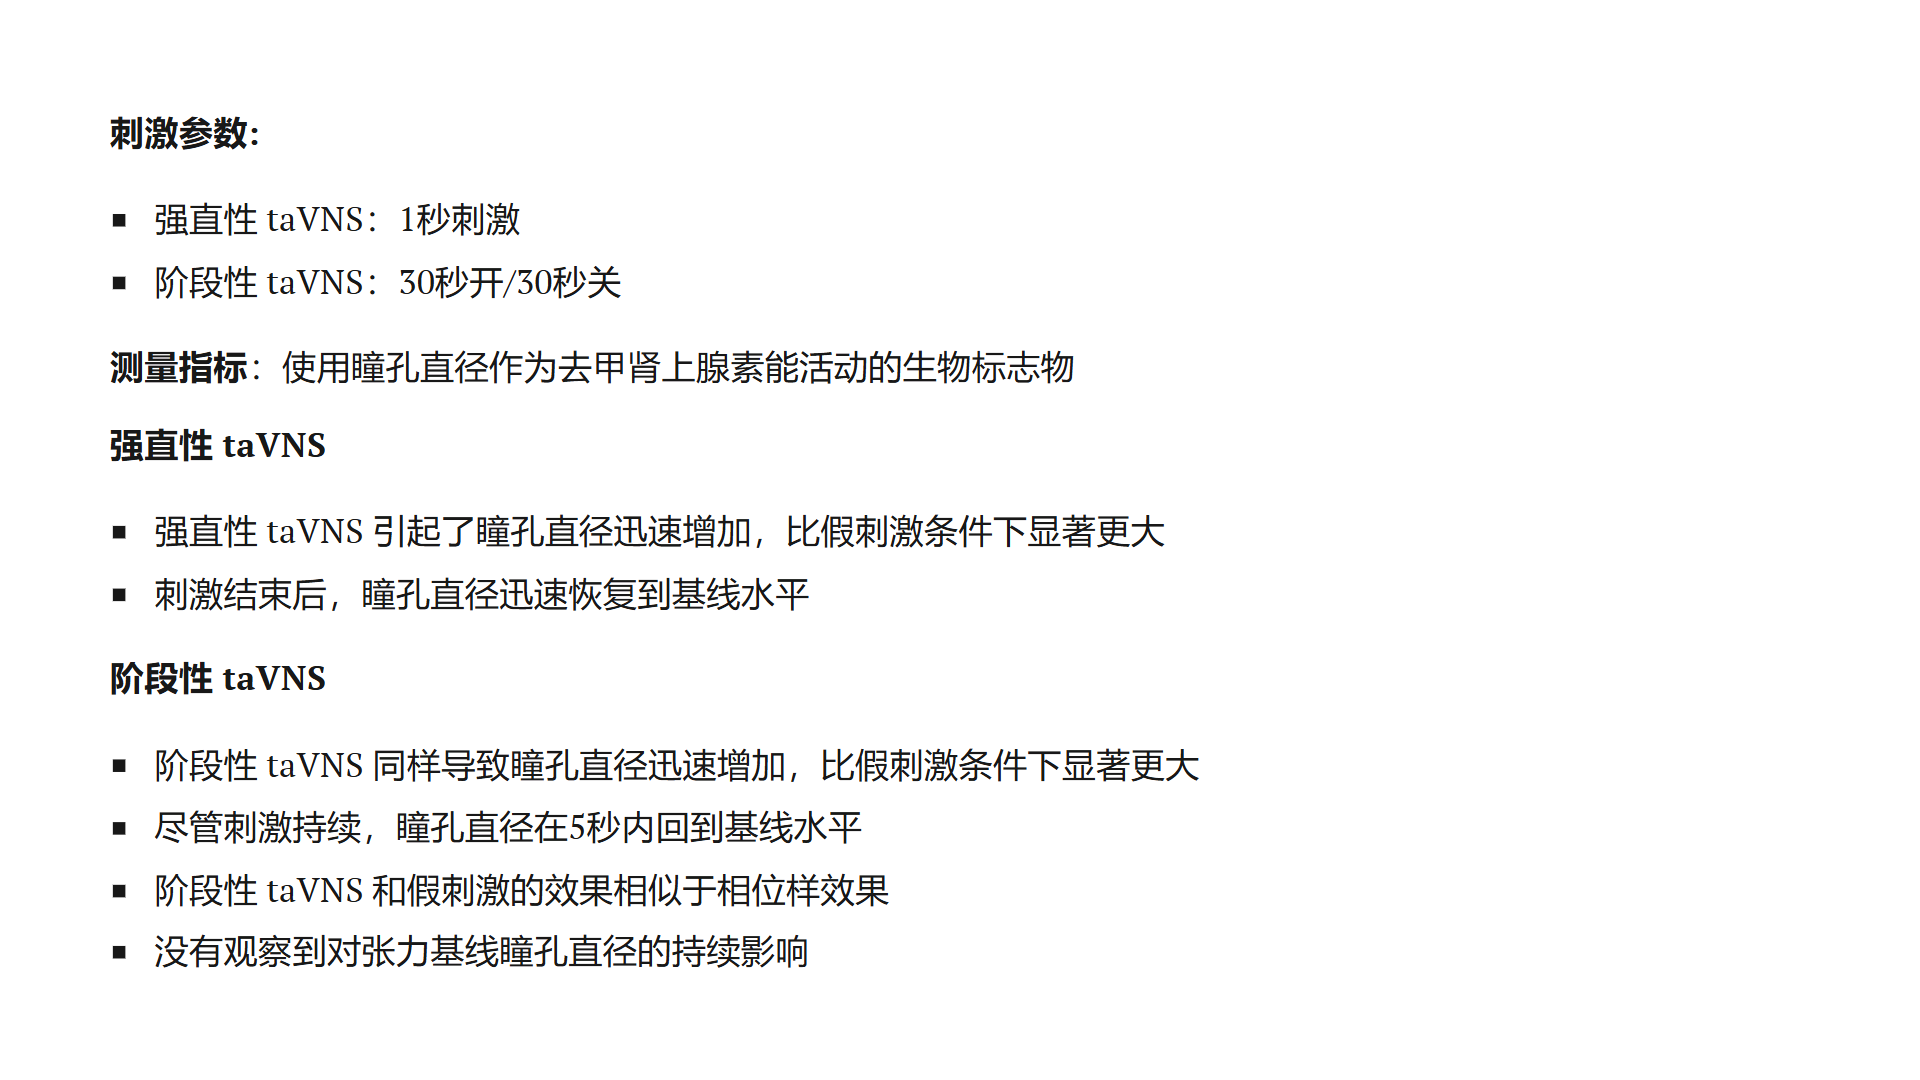 刺激参数：
强直性 taVNS：1秒刺激
阶段性 taVNS：30秒开/30秒关
测量指标：使用瞳孔直径作为去甲肾上腺素能活动的生物标志物
强直性 taVNS
强直性 taVNS 引起了瞳孔直径迅速增加，比假刺激条件下显著更大
刺激结束后，瞳孔直径迅速恢复到基线水平
阶段性 taVNS
阶段性 taVNS 同样导致瞳孔直径迅速增加，比假刺激条件下显著更大
尽管刺激持续，瞳孔直径在5秒内回到基线水平
阶段性 taVNS 和假刺激的效果相似于相位样效果
没有观察到对张力基线瞳孔直径的持续影响